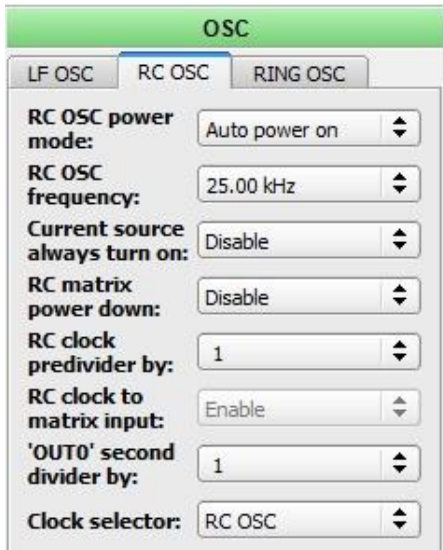 OSC
LF OSC RC OSC RING OSC
RC OSC power
mode: Auto power on
RC OSC
frequency: 25.00 kHz
Current source
always turn on: Disable
RC matrix
power down: Disable
RC clock
predivider by: 1
RC clock to
matrix input: Enable
'OUT0' second
divider by: 1
Clock selector: RC OSC